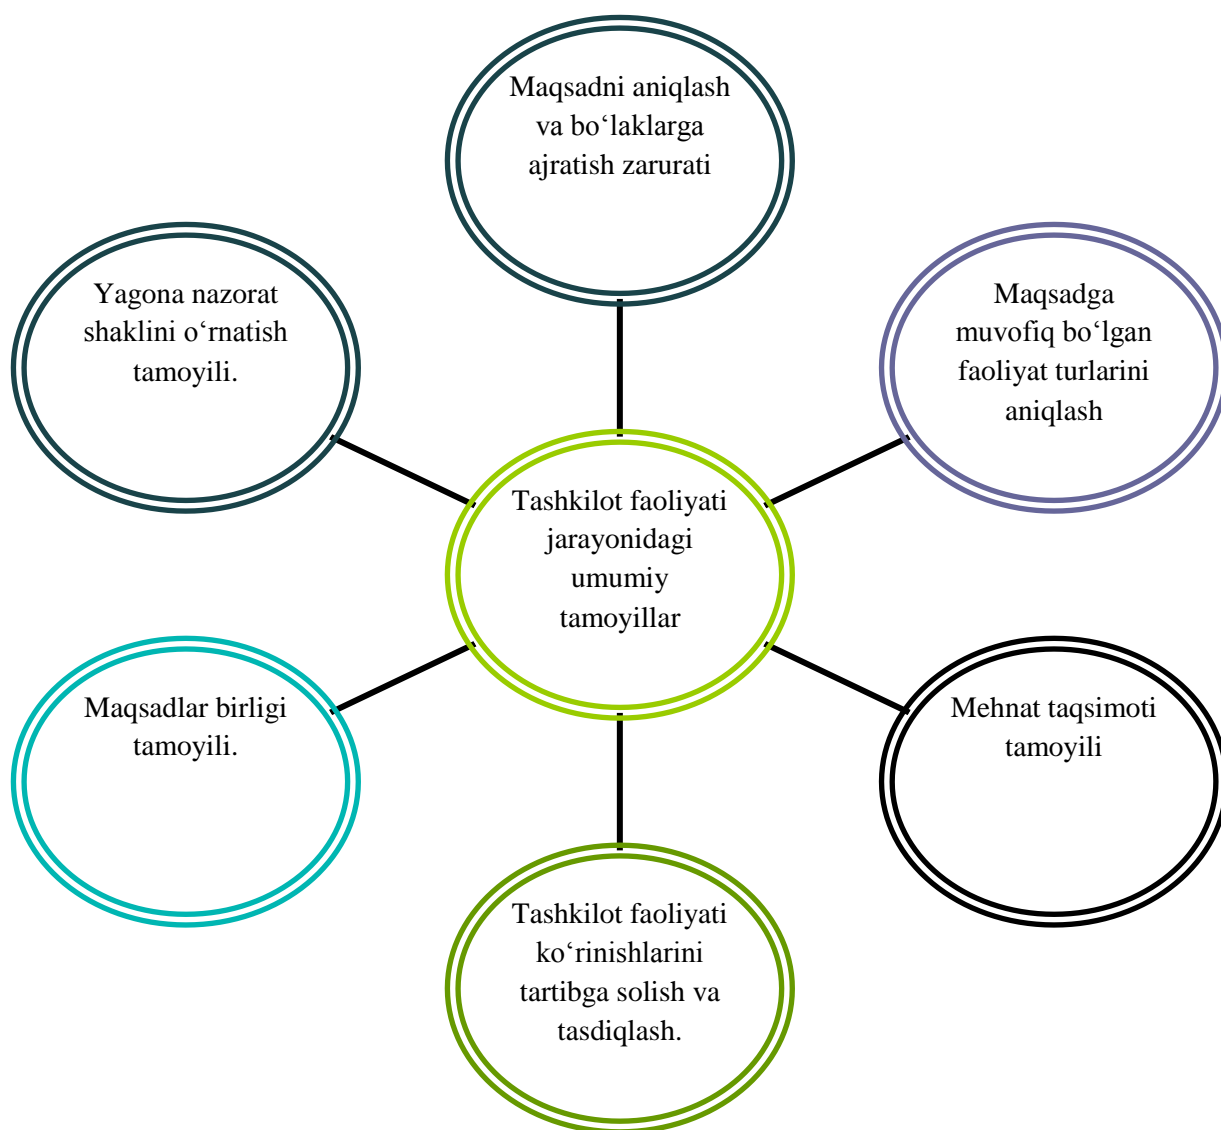 Maqsadni aniqlash
va bo‘laklarga
ajratish zarurati
Yagona nazorat
shaklini o‘rnatish
tamoyili.
Maqsadga
muvofiq bo‘lgan
faoliyat turlarini
aniqlash
Tashkilot faoliyati
jarayonidagi
umumiy
tamoyillar
Maqsadlar birligi
tamoyili.
Mehnat taqsimoti
tamoyili
Tashkilot faoliyati
ko‘rinishlarini
tartibga solish va
tasdiqlash.